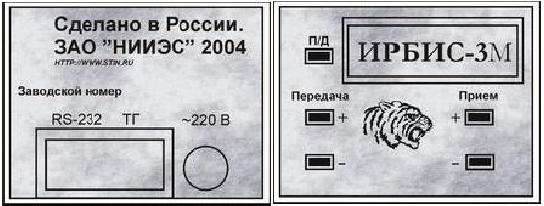 Сделано в России.
ЗАО "НИИЭС" 2004
HTTP://WWW.STIN.RU
Заводской номер
RS-232 ТГ ~220 В
П/Д
ИРБИС-3М
Передача
Прием
+ +
- -